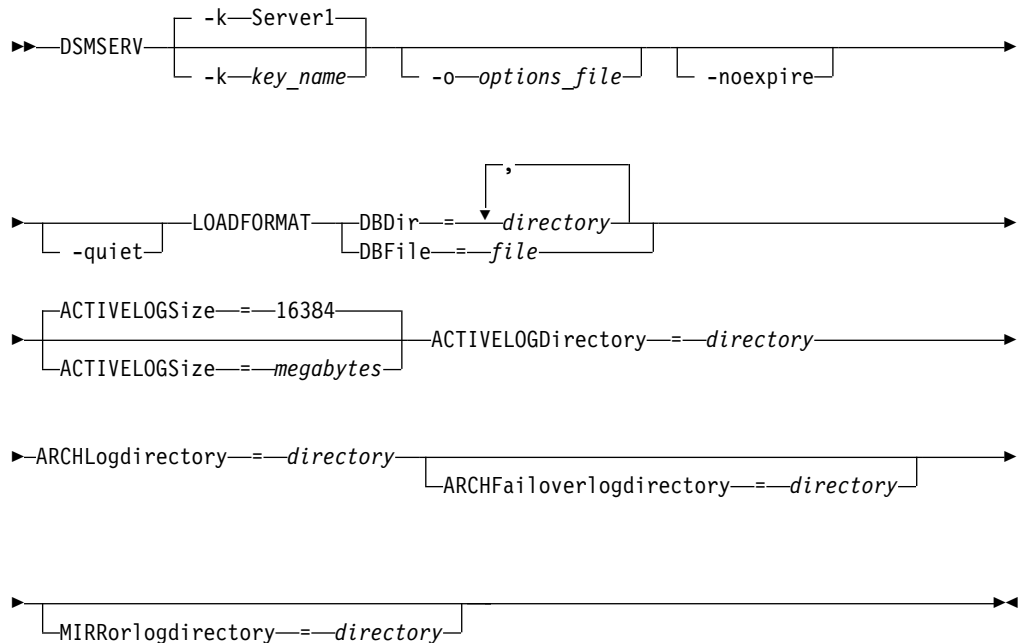 -k Server1
DSMSERV
-k key_name
-o options_file
-noexpire
,
-quiet
LOADFORMAT
DBDir = directory
DBFile = file
ACTIVELOGSize = 16384
ACTIVELOGSize = megabytes
ACTIVELOGDirectory = directory
ARCHLogdirectory = directory
ARCHFailoverlogdirectory = directory
MIRRorlogdirectory = directory